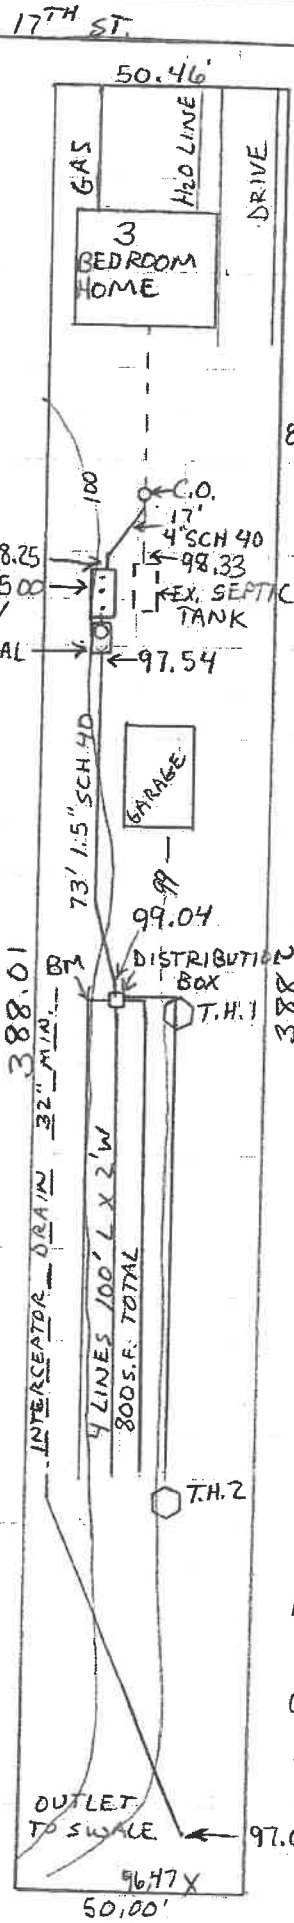 17TH ST.
50.46'
GAS
H20 LINE
DRIVE
3
BEDROOM
HOME
100
C.O.
17'
4" SCH 40
98.33
EX. SEPTIC
TANK
97.54
GARAGE
73' 1.5" SCH 40
99
99.04
DISTRIBUTION
BOX
T.H.1
388.01
INTERCEPTOR DRAIN 32" MIN.
4 LINES 100' L X 2' W
800 S.F. TOTAL
T.H.2
OUTLET
TO SWALE
96.47 X
50.00'